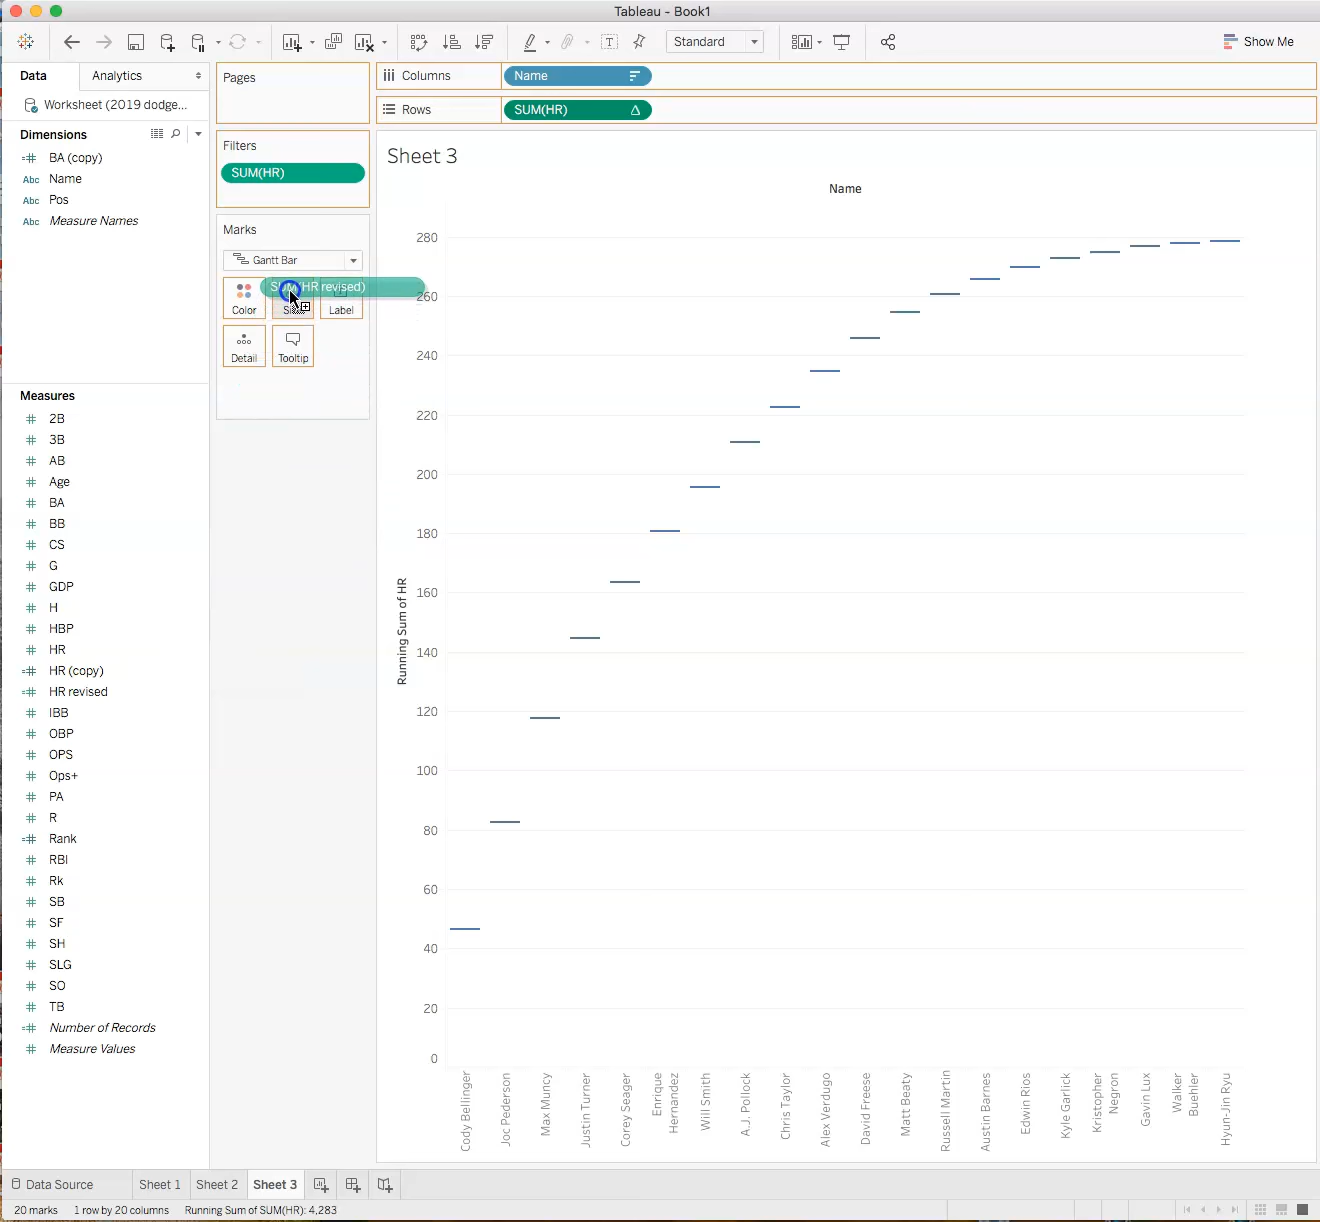 Tableau - Book1
Standard
Show Me
Data
Analytics
Worksheet (2019 dodge...
Dimensions
BA (copy)
Abc Name
Abc Pos
Abc Measure Names
Measures
2B
3B
AB
Age
BA
BB
CS
G
GDP
H
HBP
HR
HR (copy)
HR revised
IBB
OBP
OPS
Ops+
PA
R
Rank
RBI
Rk
SB
SF
SH
SLG
SO
TB
Number of Records
Measure Values
Pages
Filters
SUM(HR)
Marks
Gantt Bar
SUM(HR revised)
Color
Label
Detail
Tooltip
Columns
Name
Rows
SUM(HR)
Sheet 3
Name
280
260
240
220
200
180
160
140
120
100
80
60
40
20
0
Running Sum of HR
Cody Bellinger
Joc Pederson
Max Muncy
Justin Turner
Corey Seager
Enrique
Hernandez
Will Smith
A.J. Pollock
Chris Taylor
Alex Verdugo
David Freese
Matt Beaty
Russell Martin
Austin Barnes
Edwin Rios
Kyle Garlick
Kristopher
Negron
Gavin Lux
Walker
Buehler
Hyun-Jin Ryu
Data Source
Sheet 1
Sheet 2
Sheet 3
20 marks
1 row by 20 columns
Running Sum of SUM(HR): 4,283